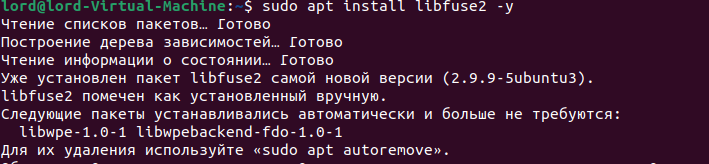 lord@lord-Virtual-Machine:~$ sudo apt install libfuse2 -y
Чтение списков пакетов… Готово
Построение дерева зависимостей… Готово
Чтение информации о состоянии… Готово
Уже установлен пакет libfuse2 самой новой версии (2.9.9-5ubuntu3).
libfuse2 помечен как установленный вручную.
Следующие пакеты устанавливались автоматически и больше не требуются:
  libwpe-1.0-1 libwpebackend-fdo-1.0-1
Для их удаления используйте «sudo apt autoremove».